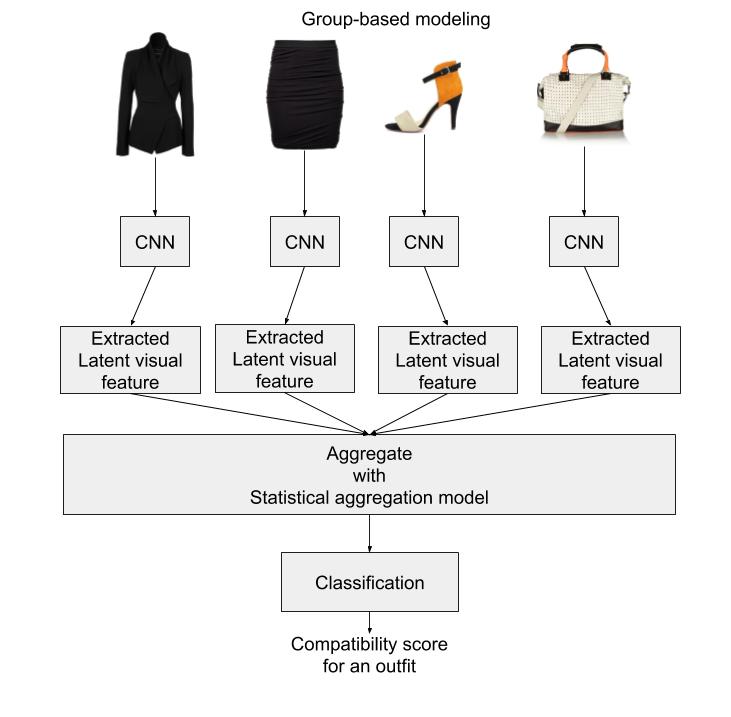 Group-based modeling
CNN
CNN
CNN
CNN
Extracted
Latent visual
feature
Extracted
Latent visual
feature
Extracted
Latent visual
feature
Extracted
Latent visual
feature
Aggregate
with
Statistical aggregation model
Classification
Compatibility score
for an outfit